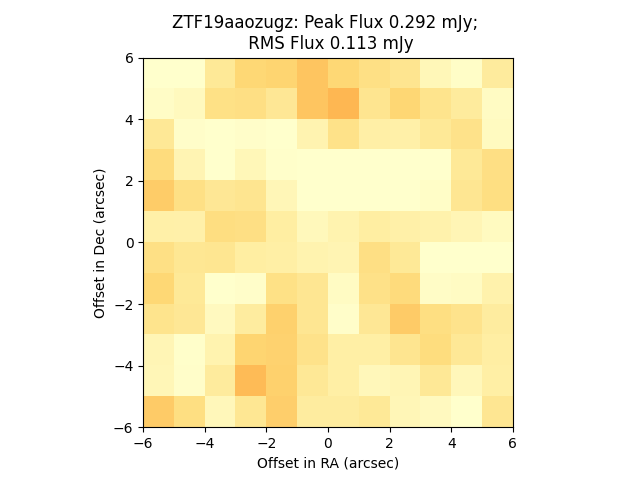 ZTF19aaozugz: Peak Flux 0.292 mJy;
RMS Flux 0.113 mJy
6
4
2
0
−2
−4
−6
Offset in Dec (arcsec)
−6 −4 −2 0 2 4 6
Offset in RA (arcsec)